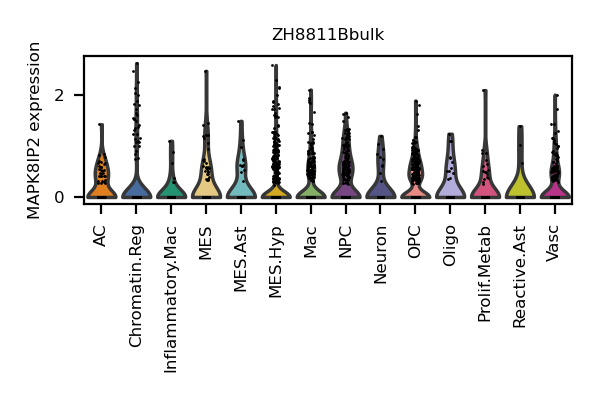 ZH8811Bbulk
MAPK8IP2 expression
2
0
AC
Chromatin.Reg
Inflammatory.Mac
MES
MES.Ast
MES.Hyp
Mac
NPC
Neuron
OPC
Oligo
Prolif.Metab
Reactive.Ast
Vasc